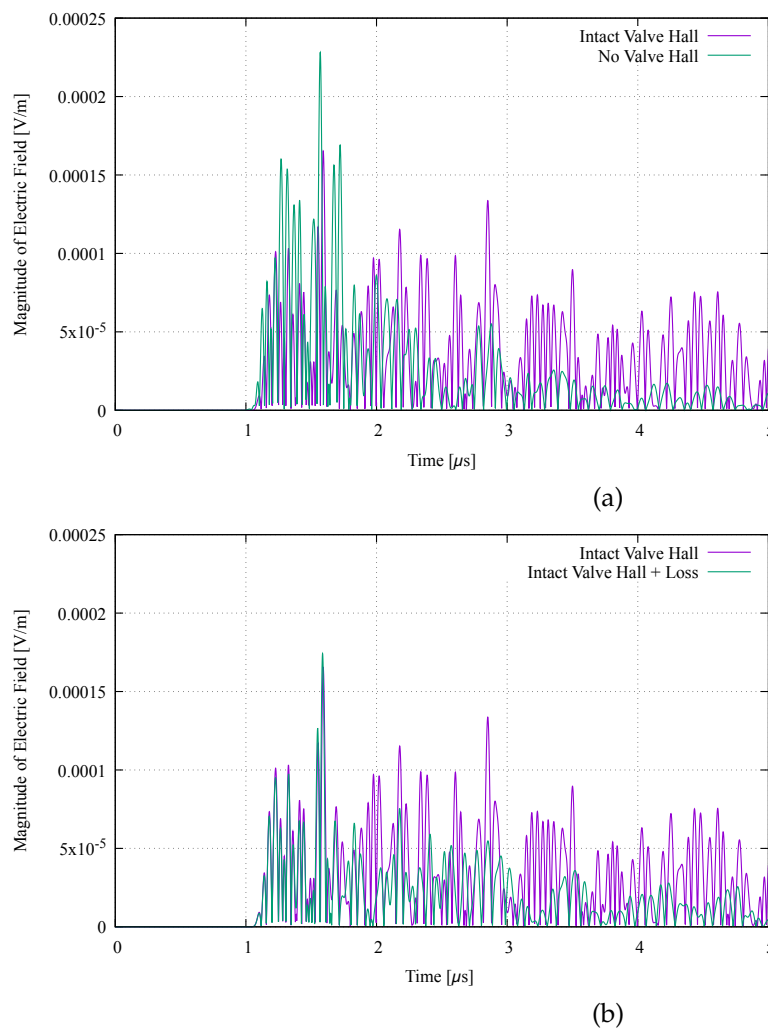 0.00025
0.0002
0.00015
0.0001
5x10⁻⁵
0
Magnitude of Electric Field [V/m]
Intact Valve Hall
No Valve Hall
0 1 2 3 4 5
Time [μs]
(a)
0.00025
0.0002
0.00015
0.0001
5x10⁻⁵
0
Magnitude of Electric Field [V/m]
Intact Valve Hall
Intact Valve Hall + Loss
0 1 2 3 4
Time [μs]
(b)